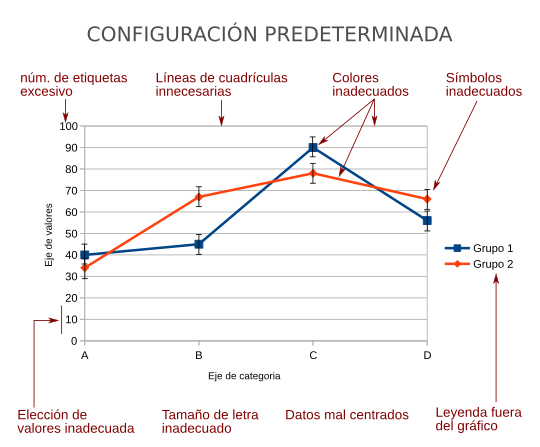 CONFIGURACIÓN PREDETERMINADA
núm. de etiquetas
excesivo
Líneas de cuadrículas
innecesarias
Colores
inadecuados
Símbolos
inadecuados
100
90
80
70
60
50
40
30
20
10
0
Eje de valores
A
B
C
D
Eje de categoria
Grupo 1
Grupo 2
Elección de
valores inadecuada
Tamaño de letra
inadecuado
Datos mal centrados
Leyenda fuera
del gráfico